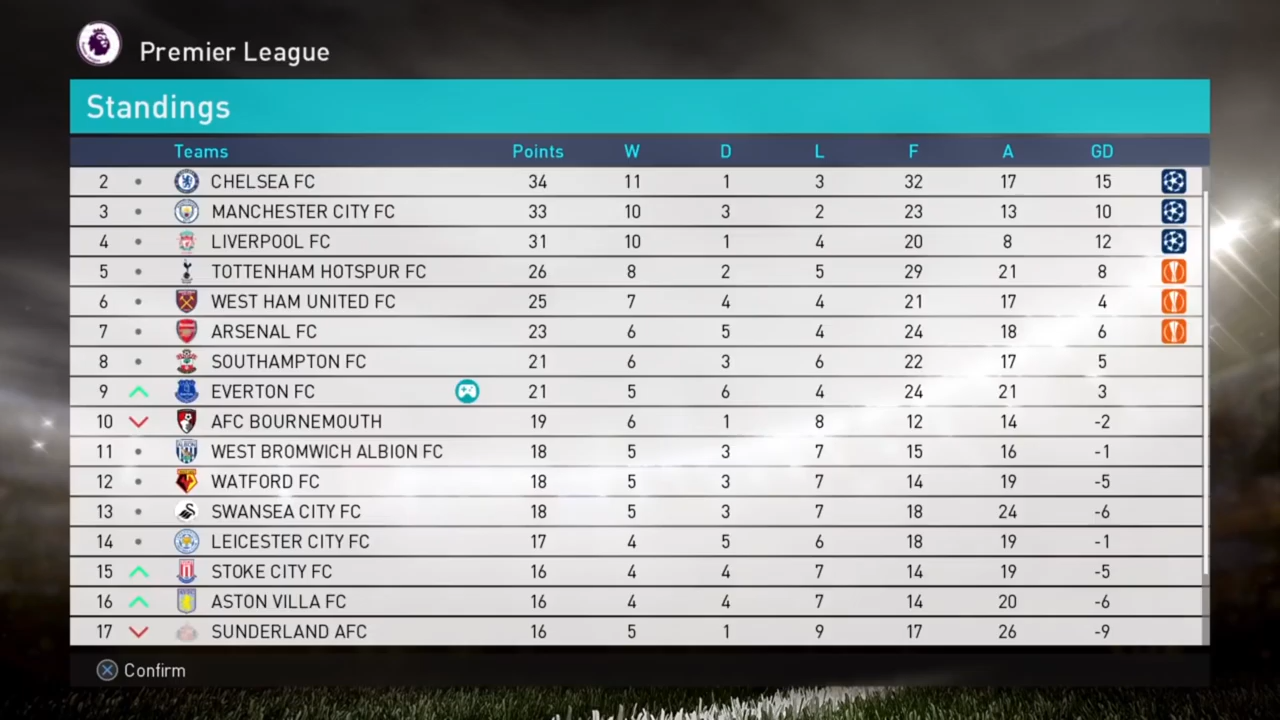 Premier League
Standings
Teams Points W D L F A GD
2 CHELSEA FC 34 11 1 3 32 17 15
3 MANCHESTER CITY FC 33 10 3 2 23 13 10
4 LIVERPOOL FC 31 10 1 4 20 8 12
5 TOTTENHAM HOTSPUR FC 26 8 2 5 29 21 8
6 WEST HAM UNITED FC 25 7 4 4 21 17 4
7 ARSENAL FC 23 6 5 4 24 18 6
8 SOUTHAMPTON FC 21 6 3 6 22 17 5
9 EVERTON FC 21 5 6 4 24 21 3
10 AFC BOURNEMOUTH 19 6 1 8 12 14 -2
11 WEST BROMWICH ALBION FC 18 5 3 7 15 16 -1
12 WATFORD FC 18 5 3 7 14 19 -5
13 SWANSEA CITY FC 18 5 3 7 18 24 -6
14 LEICESTER CITY FC 17 4 5 6 18 19 -1
15 STOKE CITY FC 16 4 4 7 14 19 -5
16 ASTON VILLA FC 16 4 4 7 14 20 -6
17 SUNDERLAND AFC 16 5 1 9 17 26 -9
Confirm